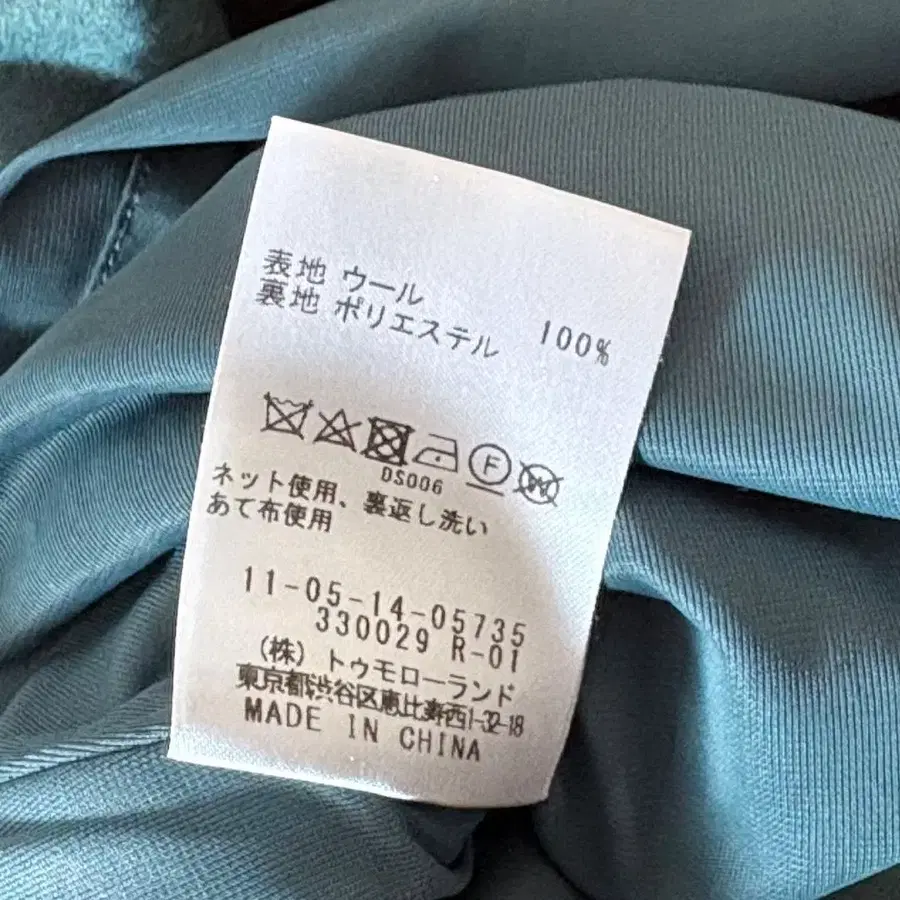 表地 ウール
裏地 ポリエステル 100%
F
DS006
ネット使用、裏返し洗い
あて布使用
11-05-14-05735
330029 R-01
(株) トゥモローランド
東京都渋谷区恵比寿西1-32-18
MADE IN CHINA